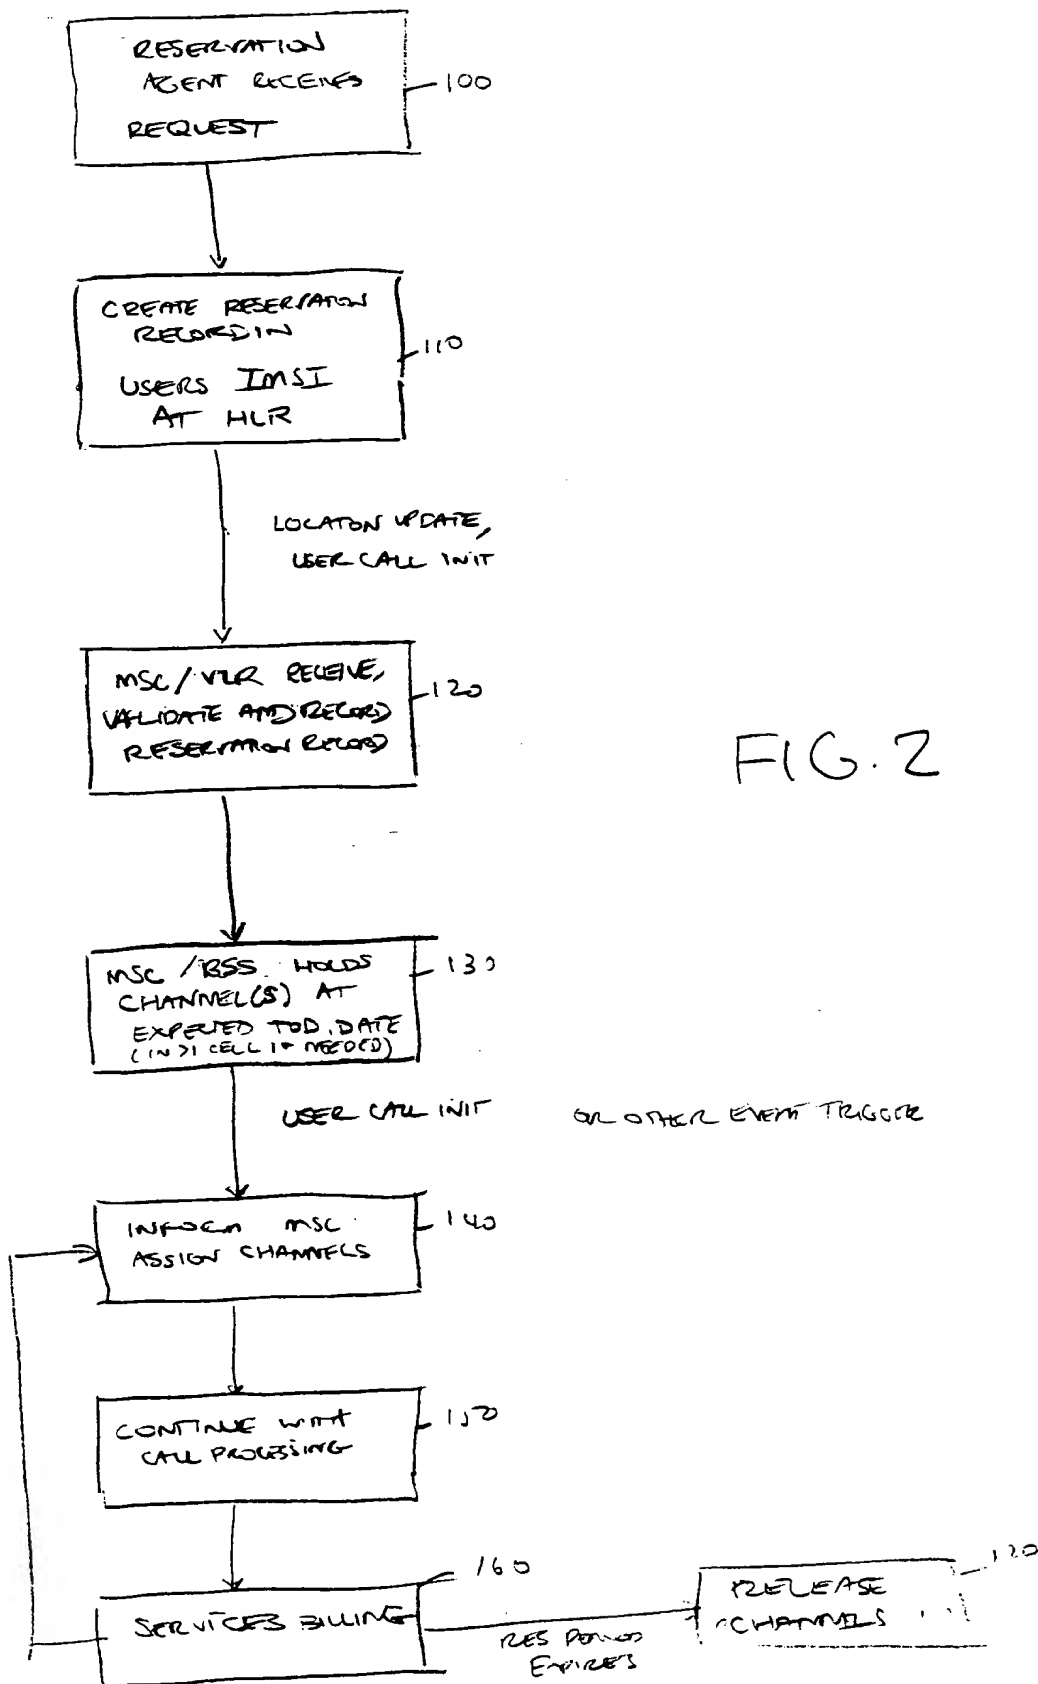 RESERVATION
AGENT RECEIVES
REQUEST
100
CREATE RESERVATON
RECORD IN
USERS IMSI
AT HLR
110
LOCATON UPDATE,
USER CALL INIT
MSC/VLR RECEIVE,
VALIDATE AND RECORD
RESERVATION RECORD
120
FIG. 2
MSC/BSS HOLDS
CHANNEL(S) AT
EXPECTED TOD, DATE
(IN >1 CELL IF NEEDED)
130
USER CALL INIT OR OTHER EVENT TRIGGER
INFORM MSC
ASSIGN CHANNELS
140
CONTINUE WITH
CALL PROCESSING
150
SERVICES BILLING
160
RES PERIOD
EXPIRES
RELEASE
CHANNELS